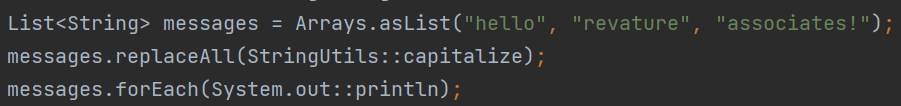 List<String> messages = Arrays.asList("hello", "revature", "associates!");
messages.replaceAll(StringUtils::capitalize);
messages.forEach(System.out::println);